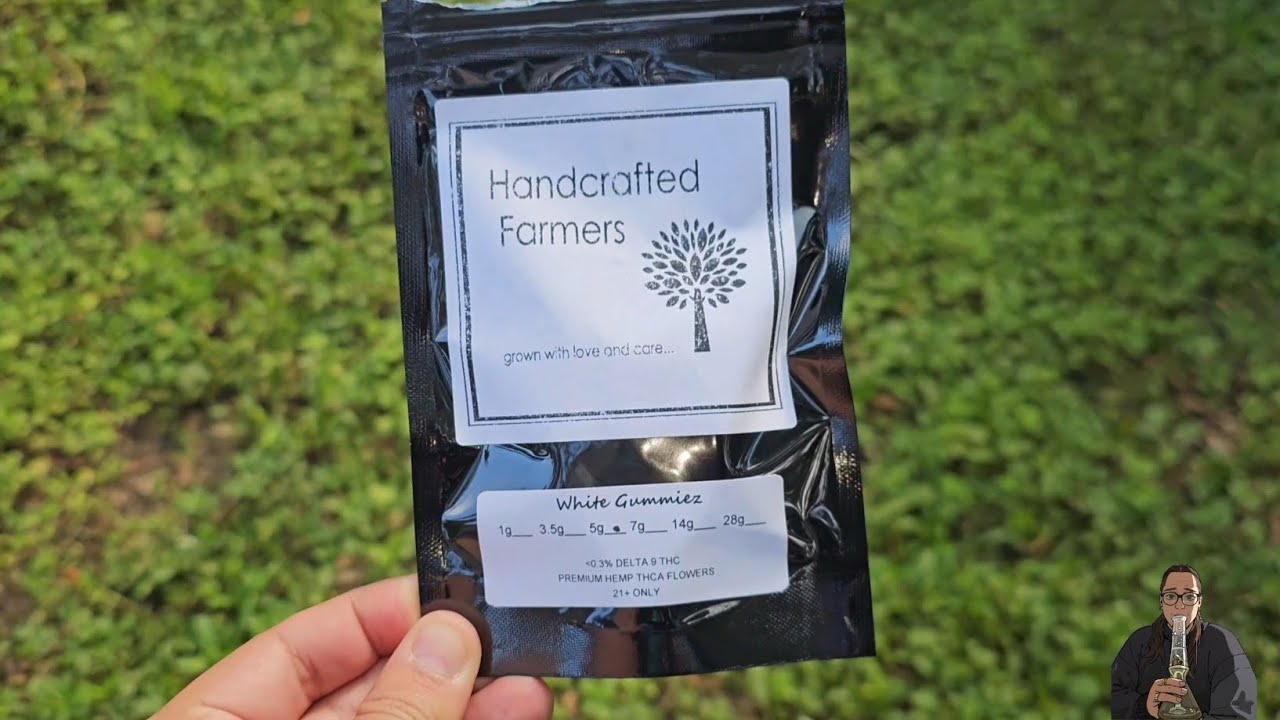 Handcrafted
Farmers
grown with love and care...
White Gummiez
1g___ 3.5g___ 5g___ 7g___ 14g___ 28g___
<0.3% DELTA 9 THC
PREMIUM HEMP THCA FLOWERS
21+ ONLY